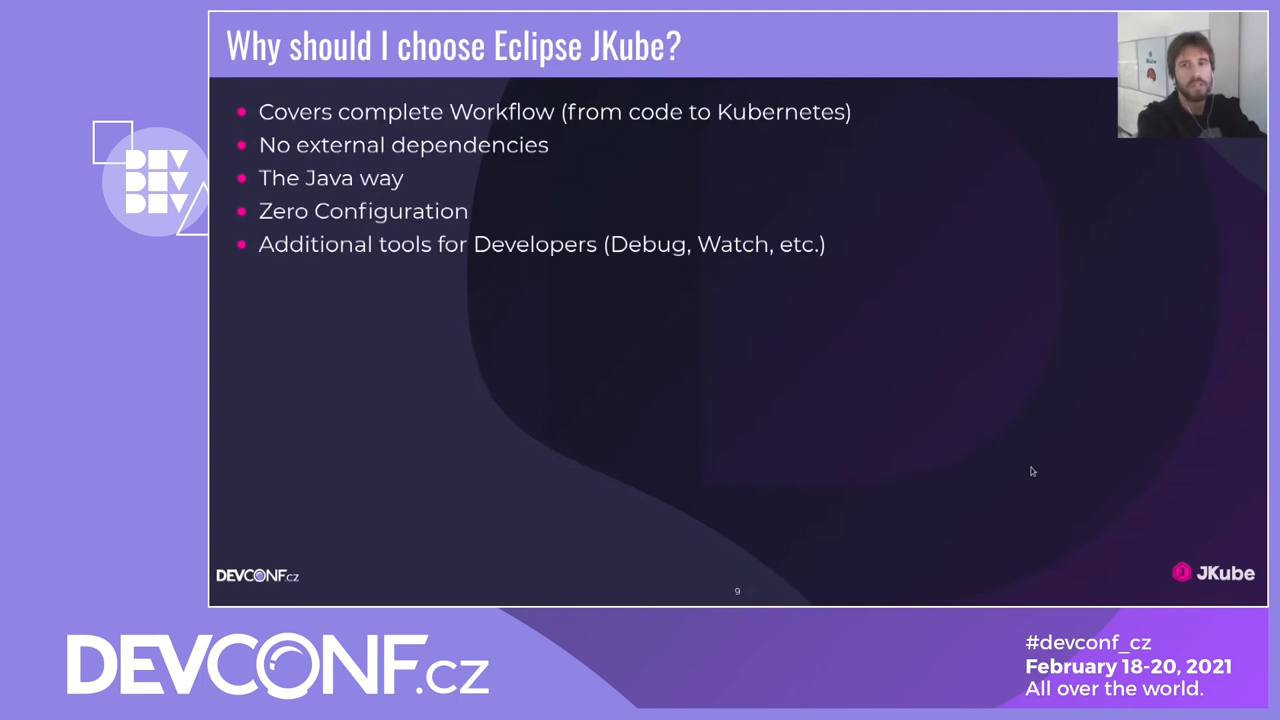 Why should I choose Eclipse JKube?
Covers complete Workflow (from code to Kubernetes)
No external dependencies
The Java way
Zero Configuration
Additional tools for Developers (Debug, Watch, etc.)
DEV
DEV
DEV
DEVCONF.cz
9
JKube
DEVCONF.cz
#devconf_cz
February 18-20, 2021
All over the world.